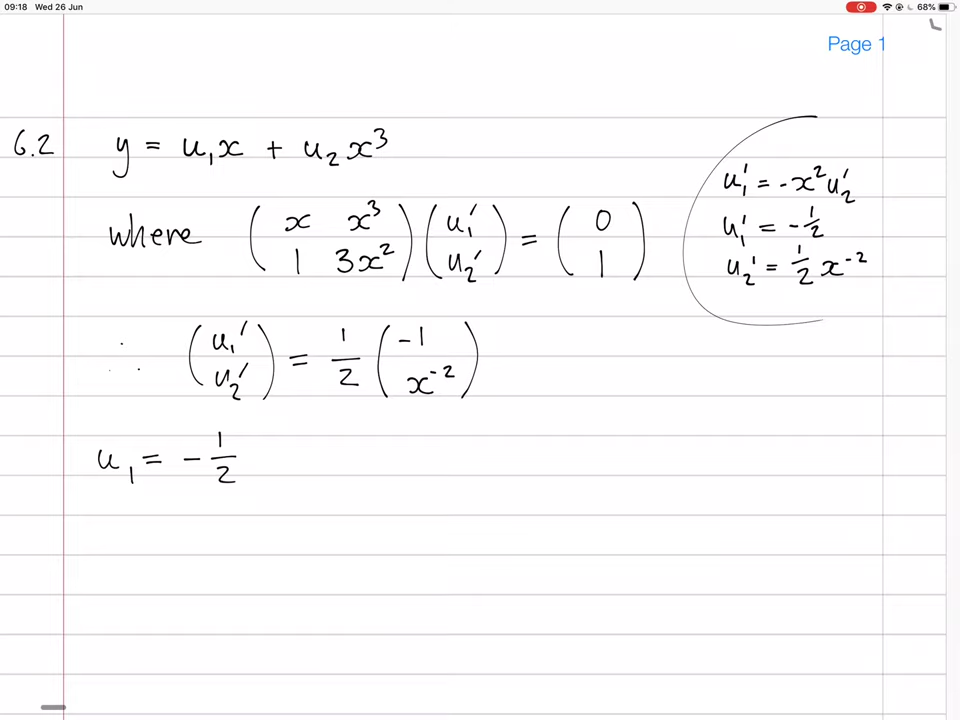 09:18 Wed 26 Jun 68%
Page 1
6.2 y = u₁x + u₂x³
where ( x x³ ; 1 3x² ) ( u₁' ; u₂' ) = ( 0 ; 1 )
u₁' = -x²u₂'
u₁' = -1/2
u₂' = 1/2 x⁻²
∴ ( u₁' ; u₂' ) = 1/2 ( -1 ; x⁻² )
u₁ = - 1/2